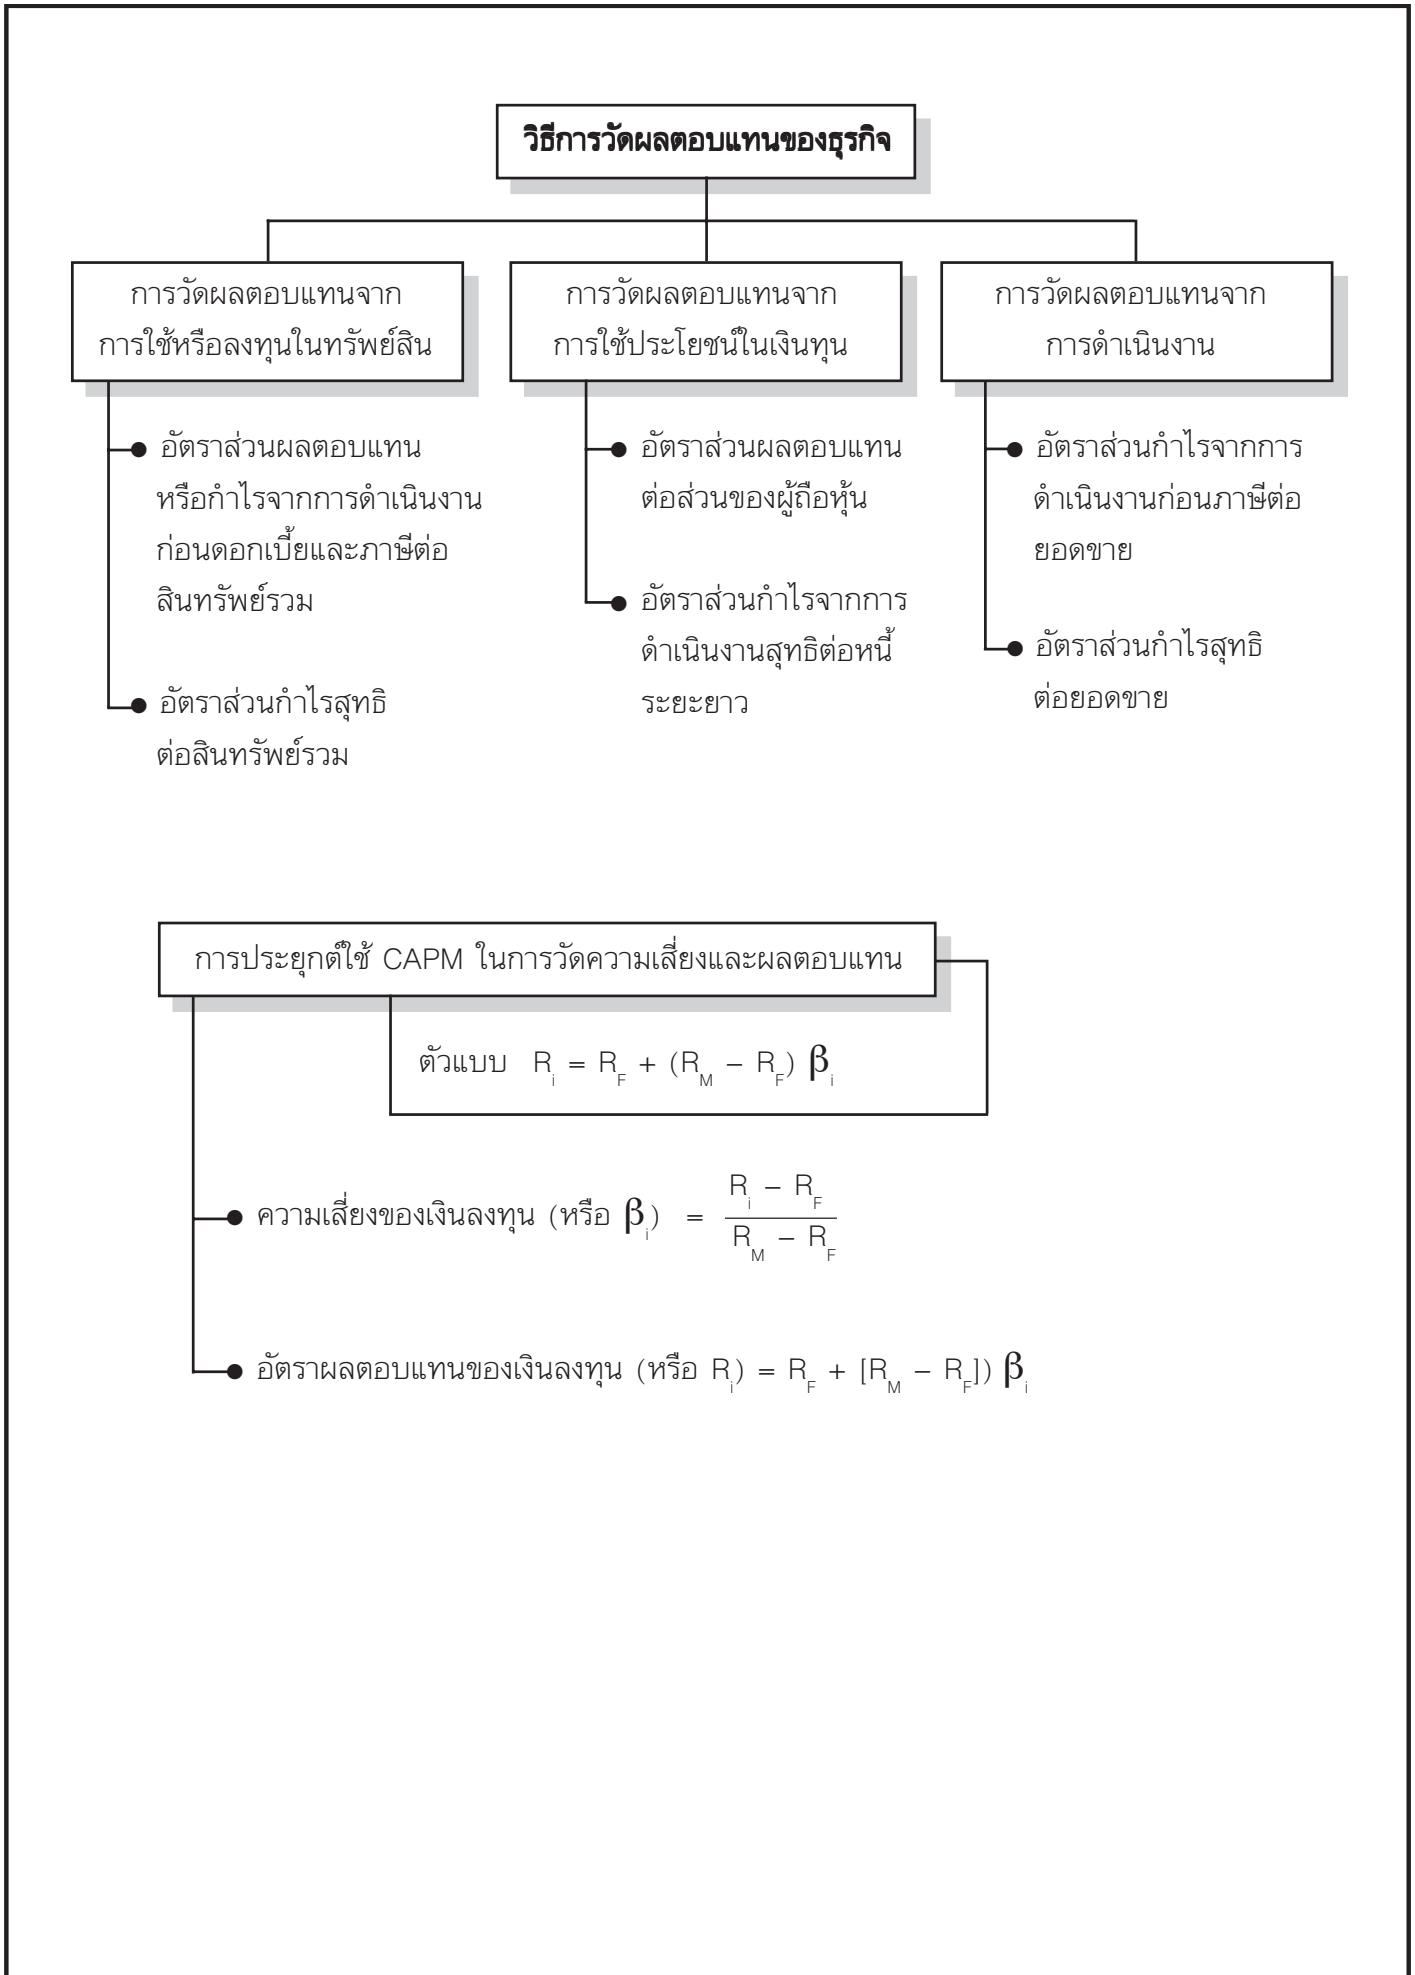 วิธีการวัดผลตอบแทนของธุรกิจ
การวัดผลตอบแทนจาก
การใช้หรือลงทุนในทรัพย์สิน
อัตราส่วนผลตอบแทน
หรือกำไรจากการดำเนินงาน
ก่อนดอกเบี้ยและภาษีต่อ
สินทรัพย์รวม
อัตราส่วนกำไรสุทธิ
ต่อสินทรัพย์รวม
การวัดผลตอบแทนจาก
การใช้ประโยชน์ในเงินทุน
อัตราส่วนผลตอบแทน
ต่อส่วนของผู้ถือหุ้น
อัตราส่วนกำไรจากการ
ดำเนินงานสุทธิต่อหนี้
ระยะยาว
การวัดผลตอบแทนจาก
การดำเนินงาน
อัตราส่วนกำไรจากการ
ดำเนินงานก่อนภาษีต่อ
ยอดขาย
อัตราส่วนกำไรสุทธิ
ต่อยอดขาย
การประยุกต์ใช้ CAPM ในการวัดความเสี่ยงและผลตอบแทน
ตัวแบบ R_i = R_F + (R_M – R_F) β_i
ความเสี่ยงของเงินลงทุน (หรือ β_i) =
R_i – R_F
R_M – R_F
อัตราผลตอบแทนของเงินลงทุน (หรือ R_i) = R_F + [R_M – R_F]) β_i